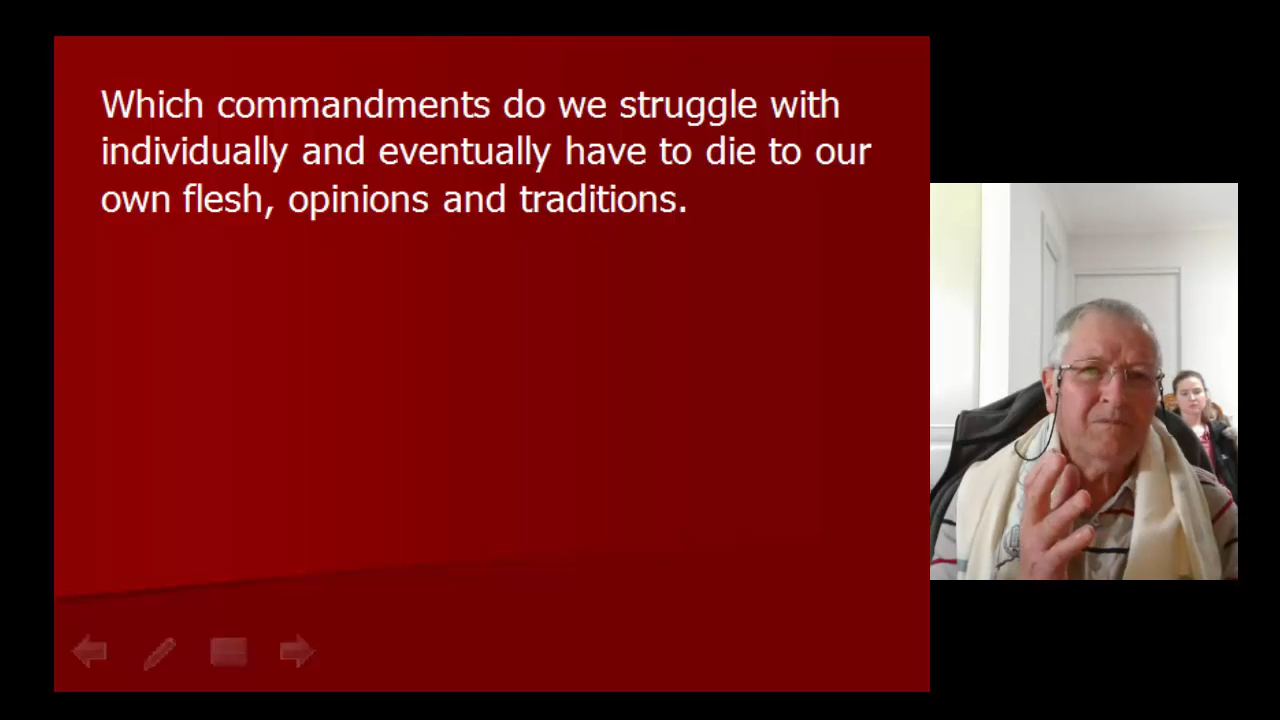 Which commandments do we struggle with
individually and eventually have to die to our
own flesh, opinions and traditions.